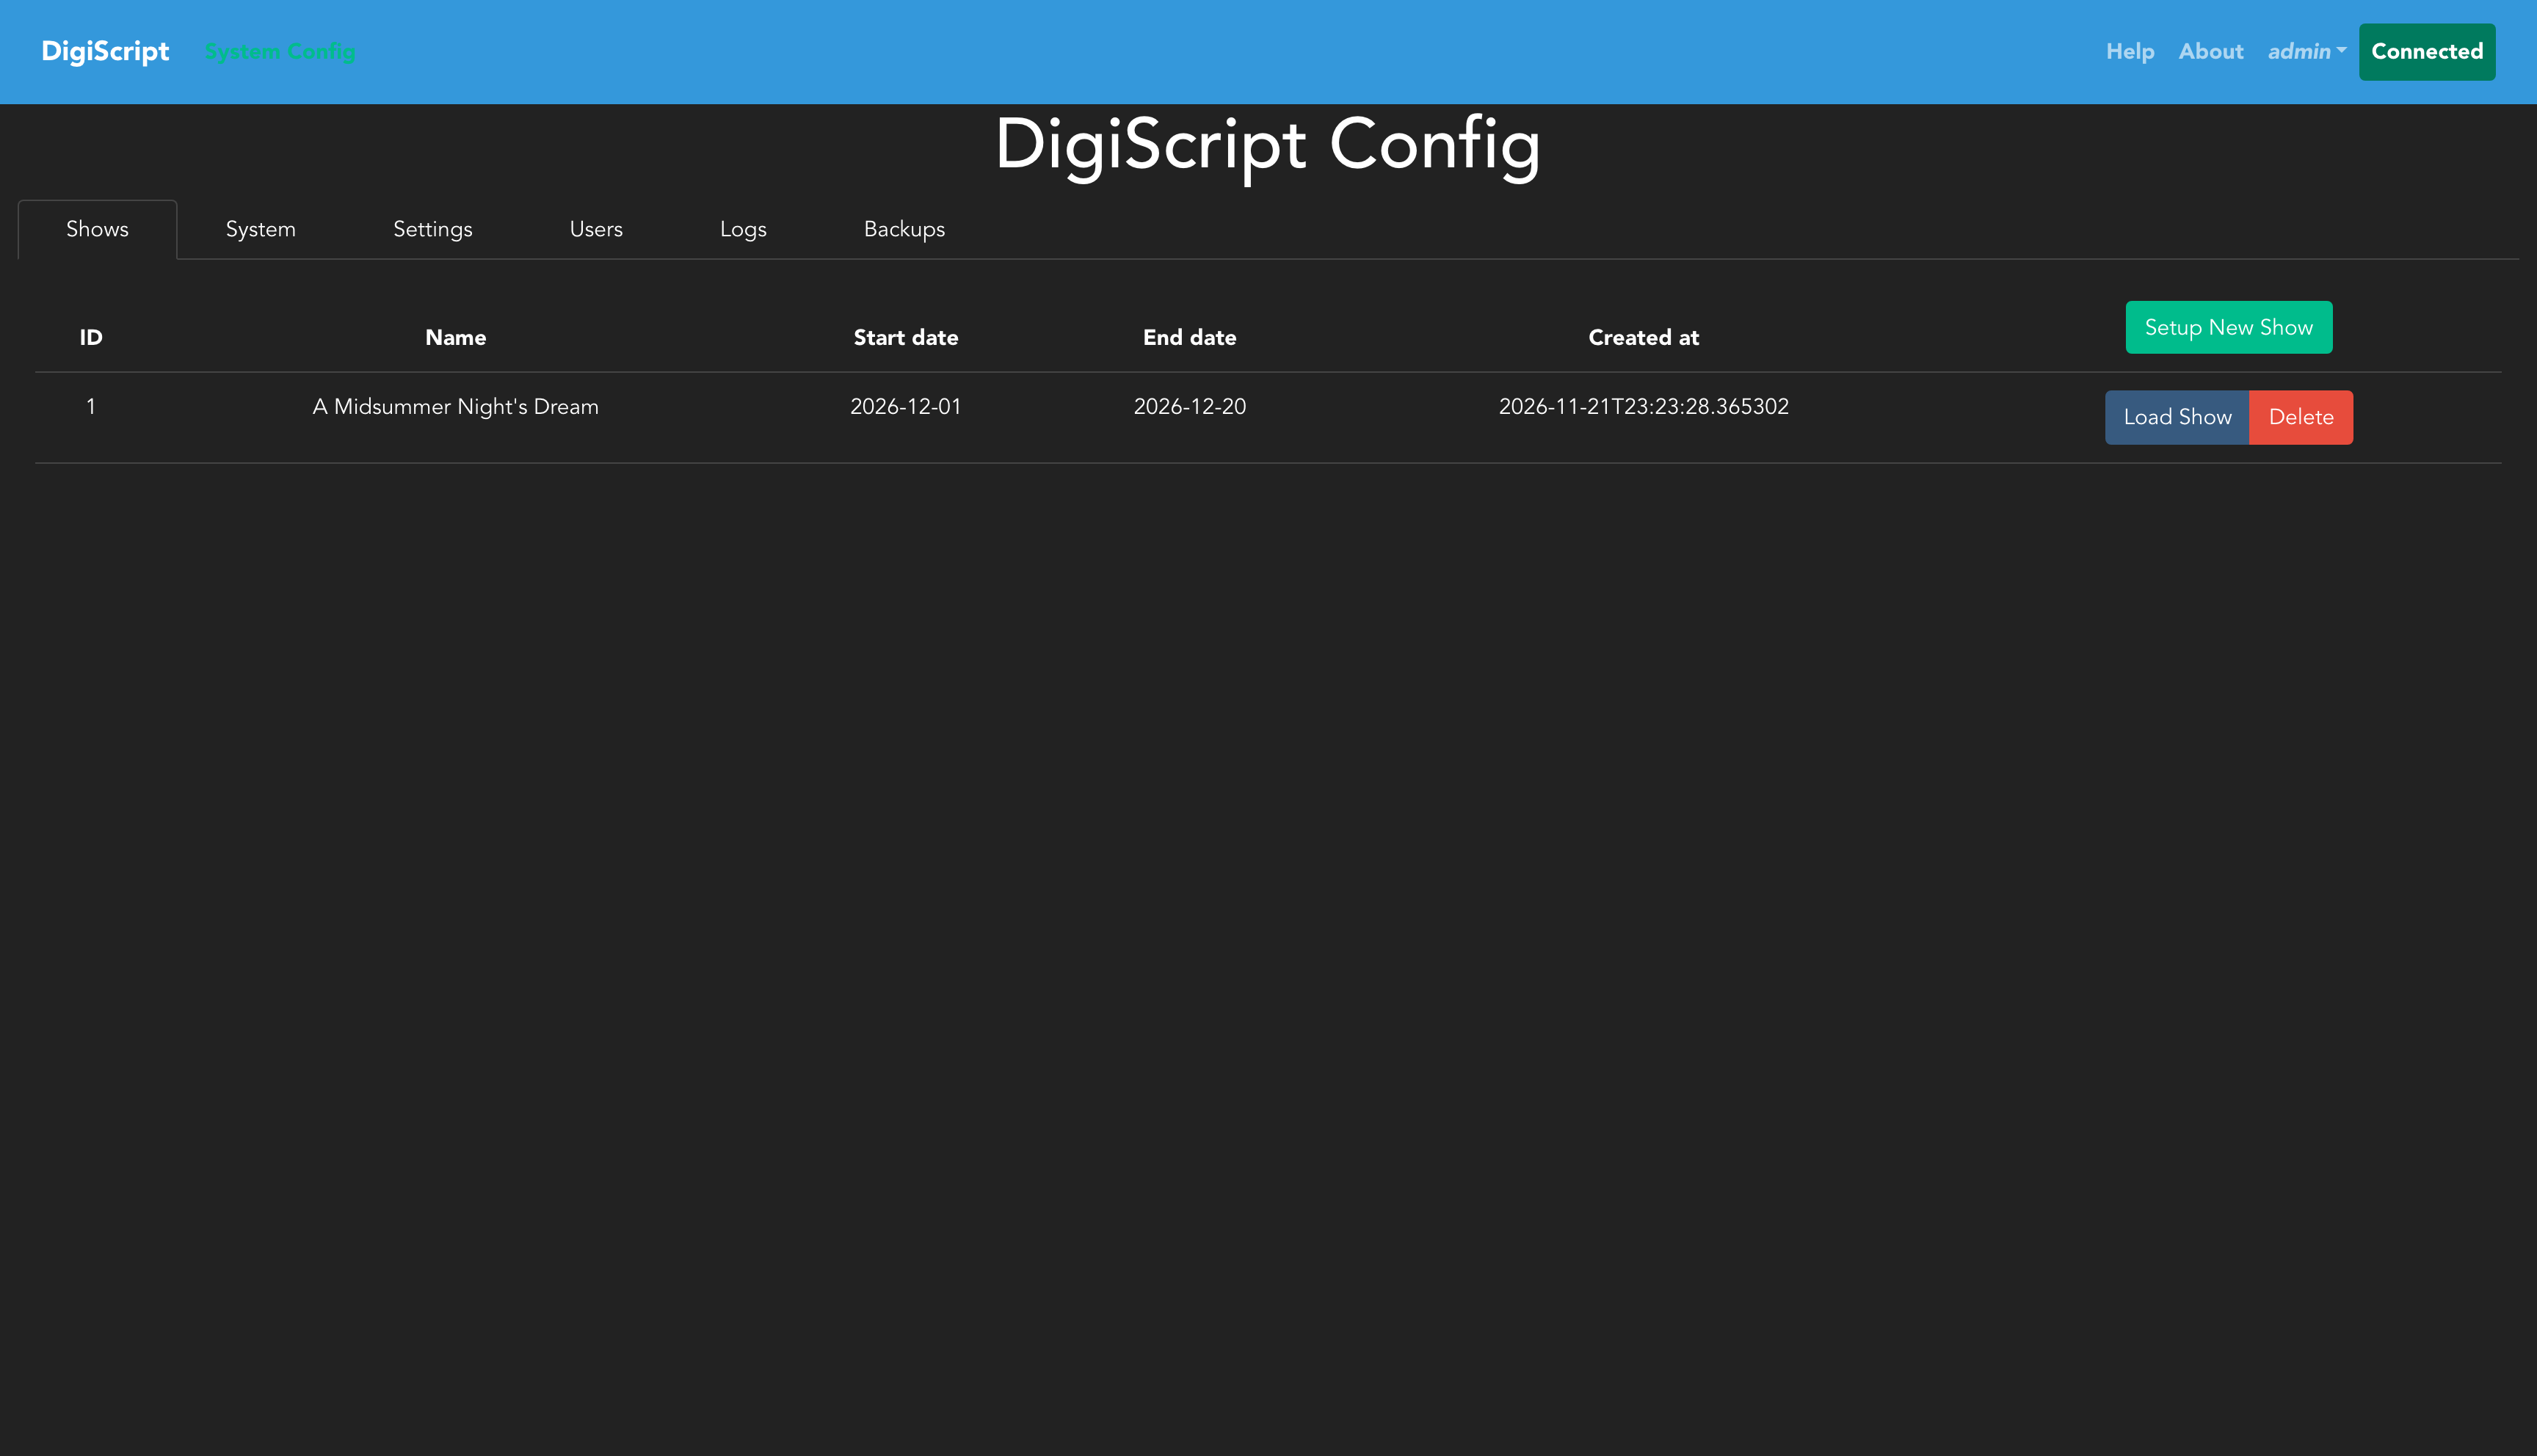 DigiScript System Config Help About admin Connected
DigiScript Config
Shows System Settings Users Logs Backups
ID Name Start date End date Created at Setup New Show
1 A Midsummer Night's Dream 2026-12-01 2026-12-20 2026-11-21T23:23:28.365302 Load Show Delete